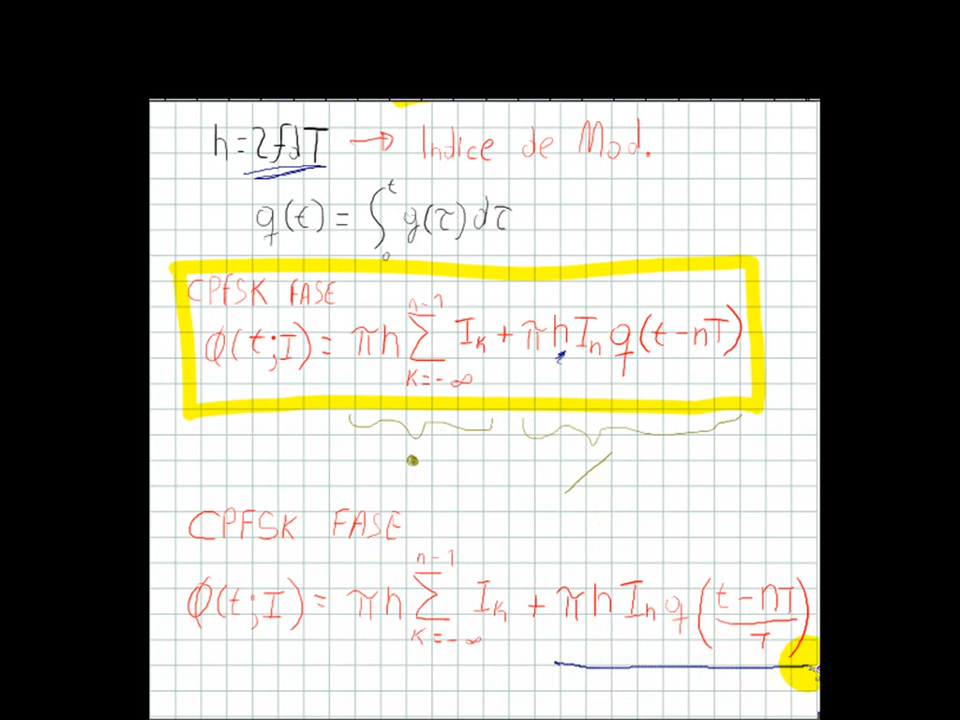 h = 2fdT → Indice de Mod.
q(t) = ∫₀ᵗ g(τ)dτ
CPFSK FASE
ϕ(t;I) = πh ∑_{K=-∞}^{n-1} I_K + πh I_n q(t-nT)
CPFSK FASE
ϕ(t;I) = πh ∑_{K=-∞}^{n-1} I_K + πh I_n q((t-nT)/T)